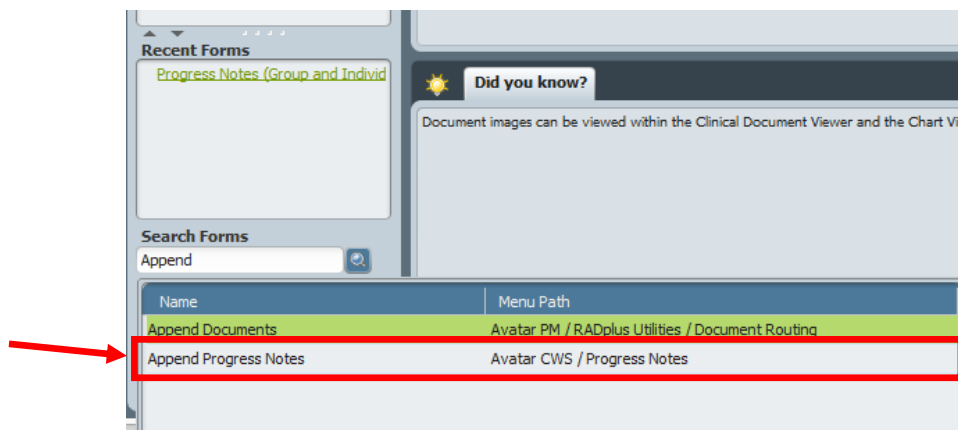 Recent Forms
Progress Notes (Group and Individ
Did you know?
Document images can be viewed within the Clinical Document Viewer and the Chart Vi
Search Forms
Append
Name Menu Path
Append Documents Avatar PM / RADplus Utilities / Document Routing
Append Progress Notes Avatar CWS / Progress Notes